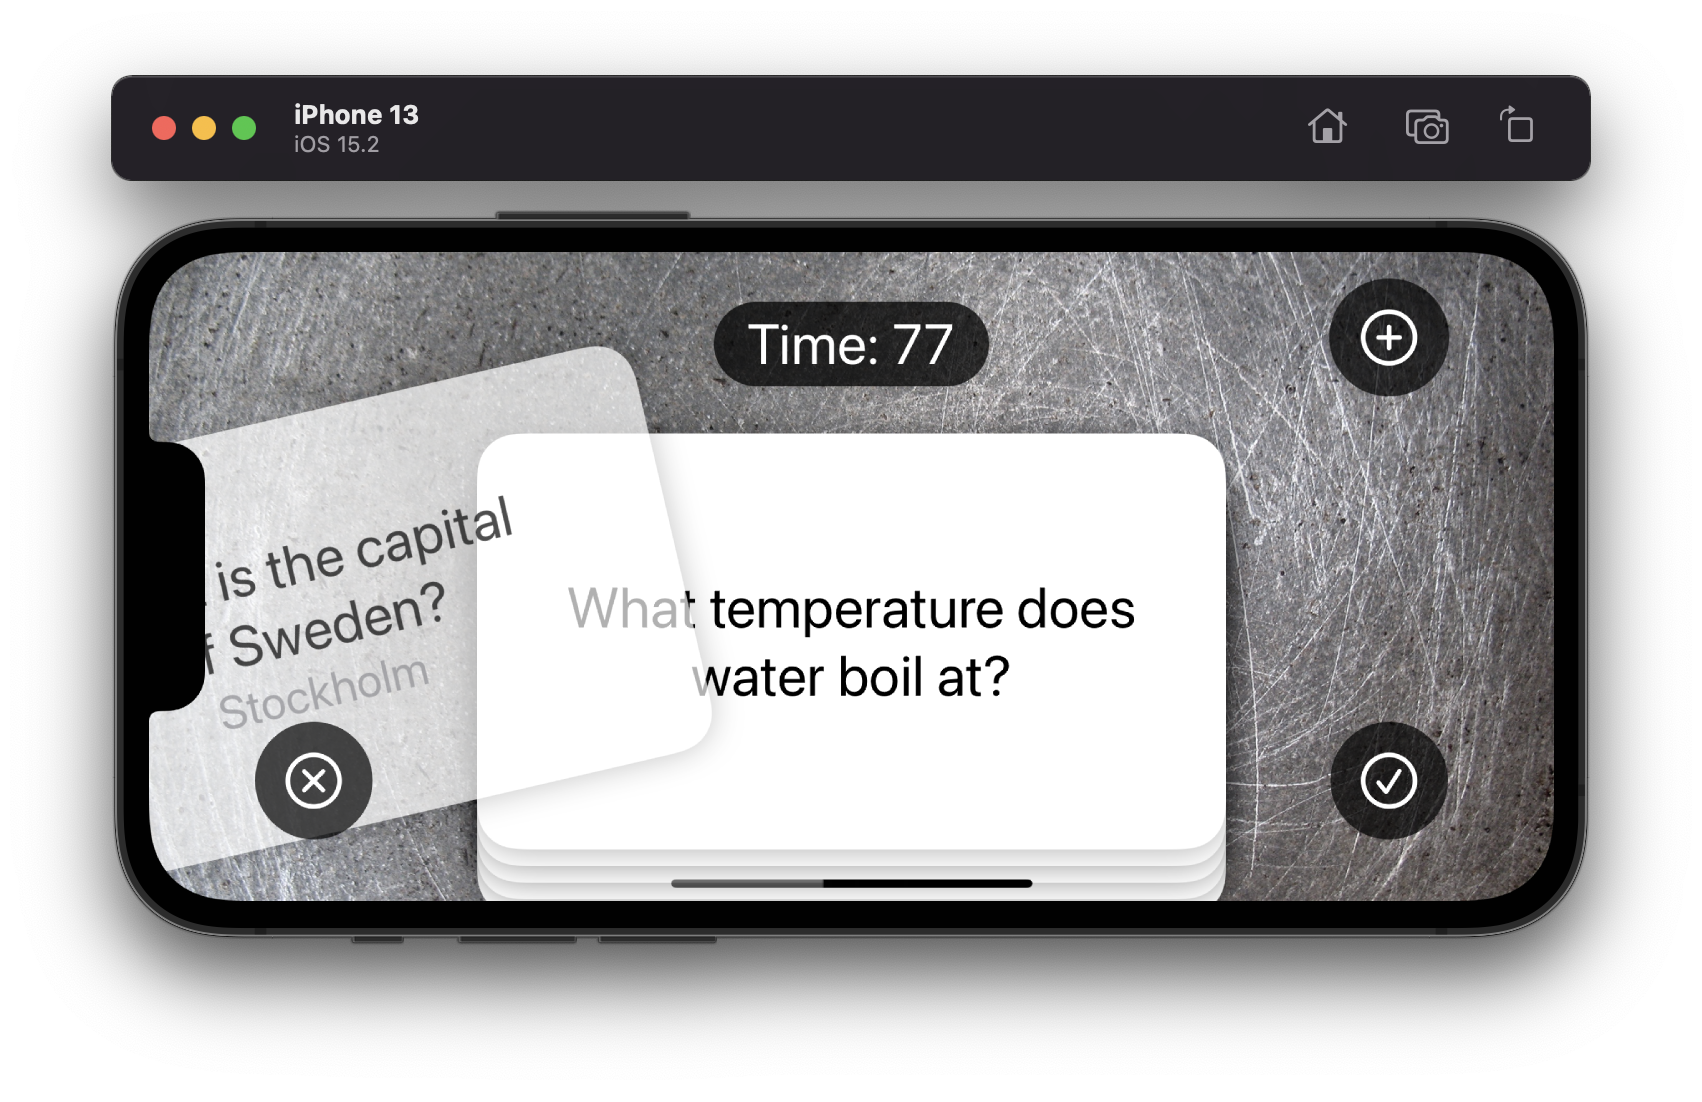 iPhone 13
iOS 15.2
Time: 77
is the capital
f Sweden?
Stockholm
What temperature does
water boil at?